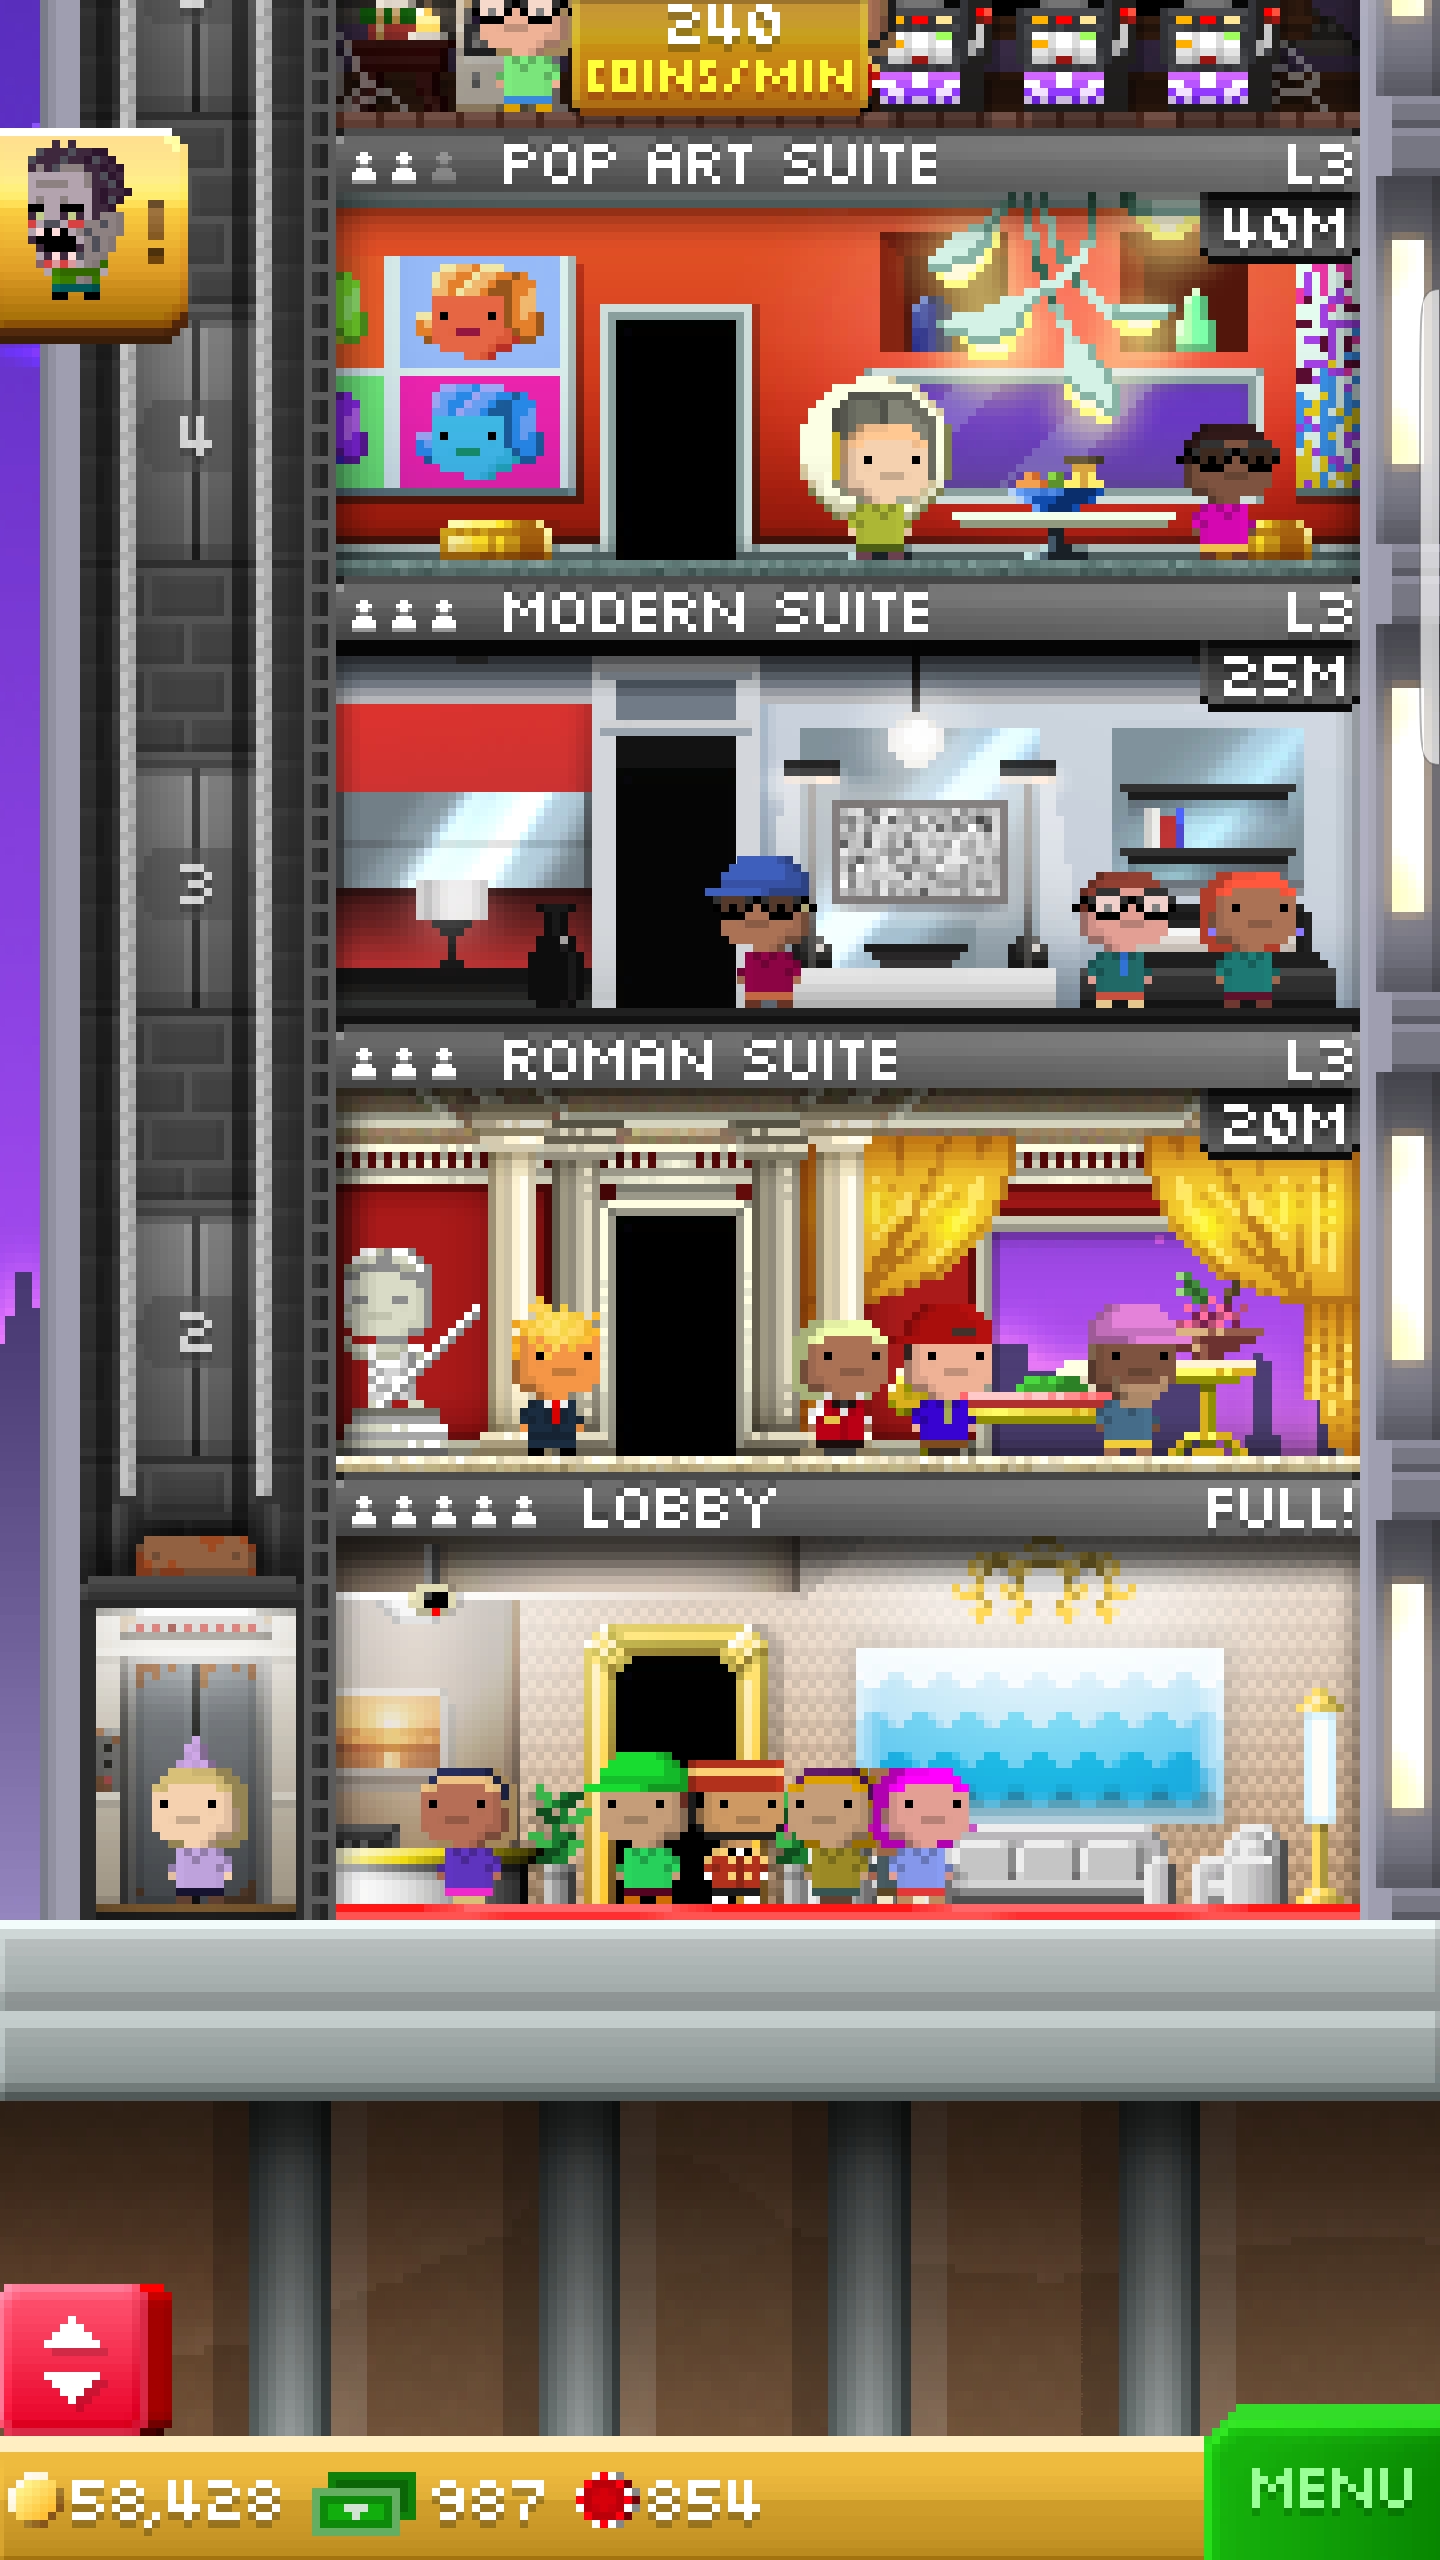 240
COINS/MIN
POP ART SUITE L3
40M
!
4
MODERN SUITE L3
25M
3
ROMAN SUITE L3
20M
2
LOBBY FULL!
58,428 987 854
MENU